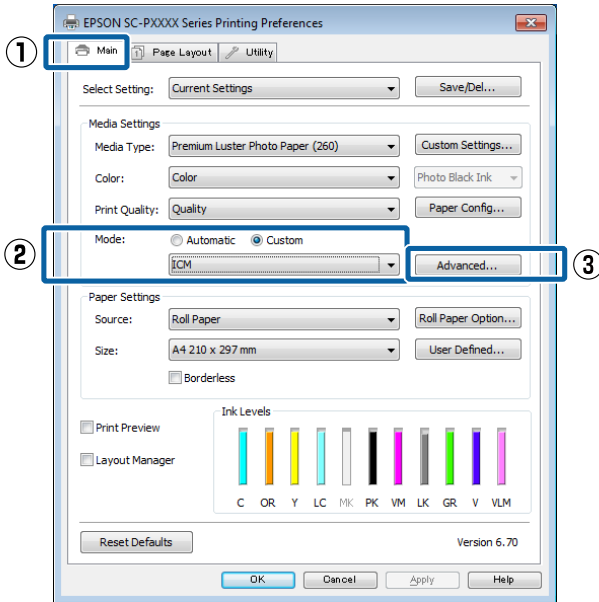 EPSON SC-PXXXX Series Printing Preferences
1
Main
Page Layout
Utility
Select Setting: Current Settings Save/Del...
Media Settings
Media Type: Premium Luster Photo Paper (260) Custom Settings...
Color: Color Photo Black Ink
Print Quality: Quality Paper Config...
2
Mode: Automatic Custom
ICM Advanced...
3
Paper Settings
Source: Roll Paper Roll Paper Option...
Size: A4 210 x 297 mm User Defined...
Borderless
Print Preview
Layout Manager
Ink Levels
C OR Y LC MK PK VM LK GR V VLM
Reset Defaults Version 6.70
OK Cancel Apply Help